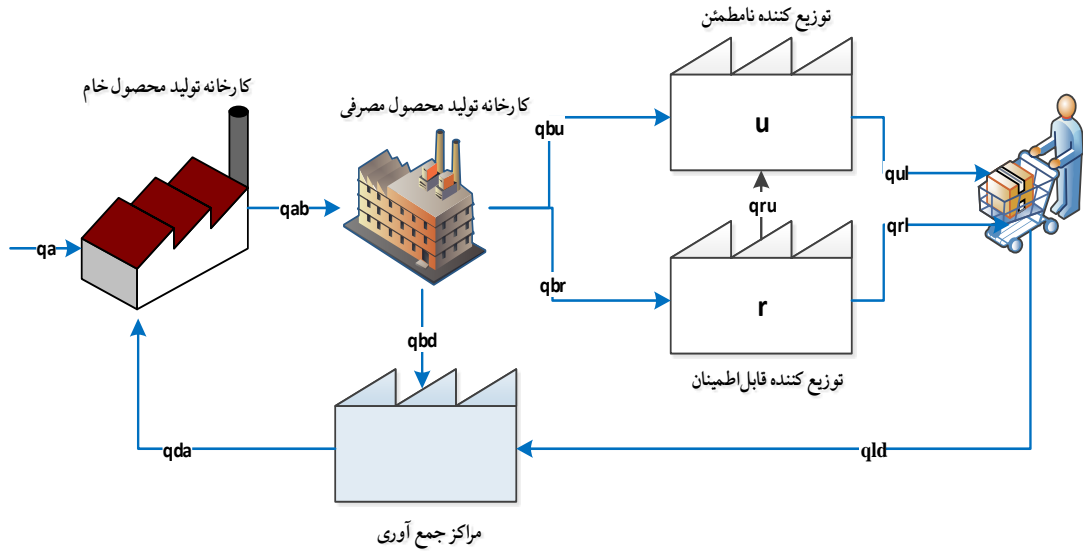 توزیع کننده نامطمئن
کارخانه تولید محصول خام
کارخانه تولید محصول مصرفی
qbu
u
qul
qab
qru
qrl
qa
qbr
r
qbd
توزیع کننده قابل‌اطمینان
qda
qld
مراکز جمع آوری